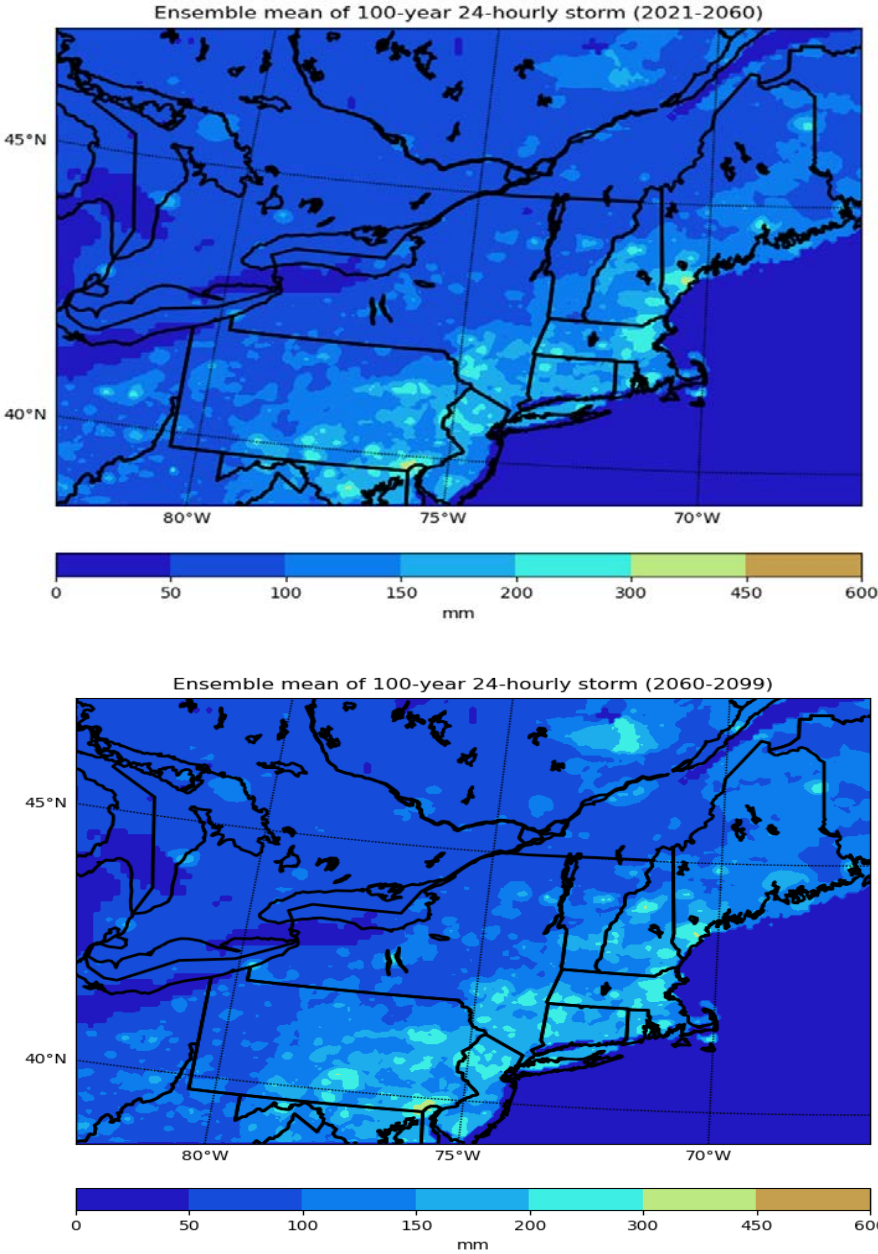 Ensemble mean of 100-year 24-hourly storm (2021-2060)
45°N
40°N
80°W 75°W 70°W
0 50 100 150 200 300 450 600
mm
Ensemble mean of 100-year 24-hourly storm (2060-2099)
45°N
40°N
80°W 75°W 70°W
0 50 100 150 200 300 450 600
mm